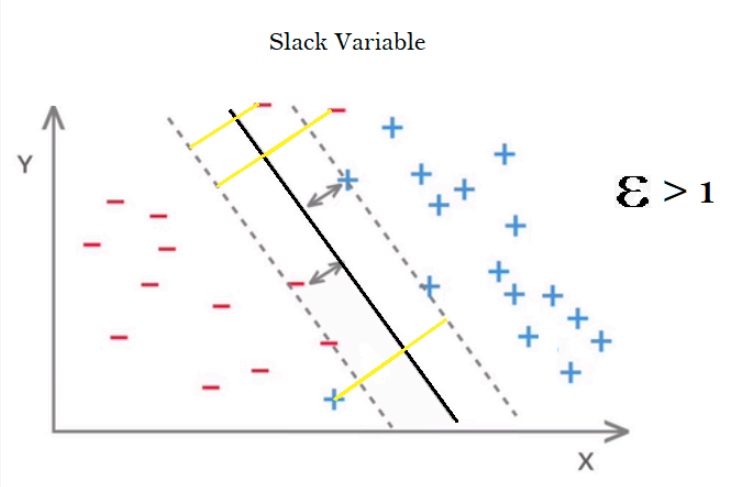 Slack Variable
Y
ℇ > 1
X